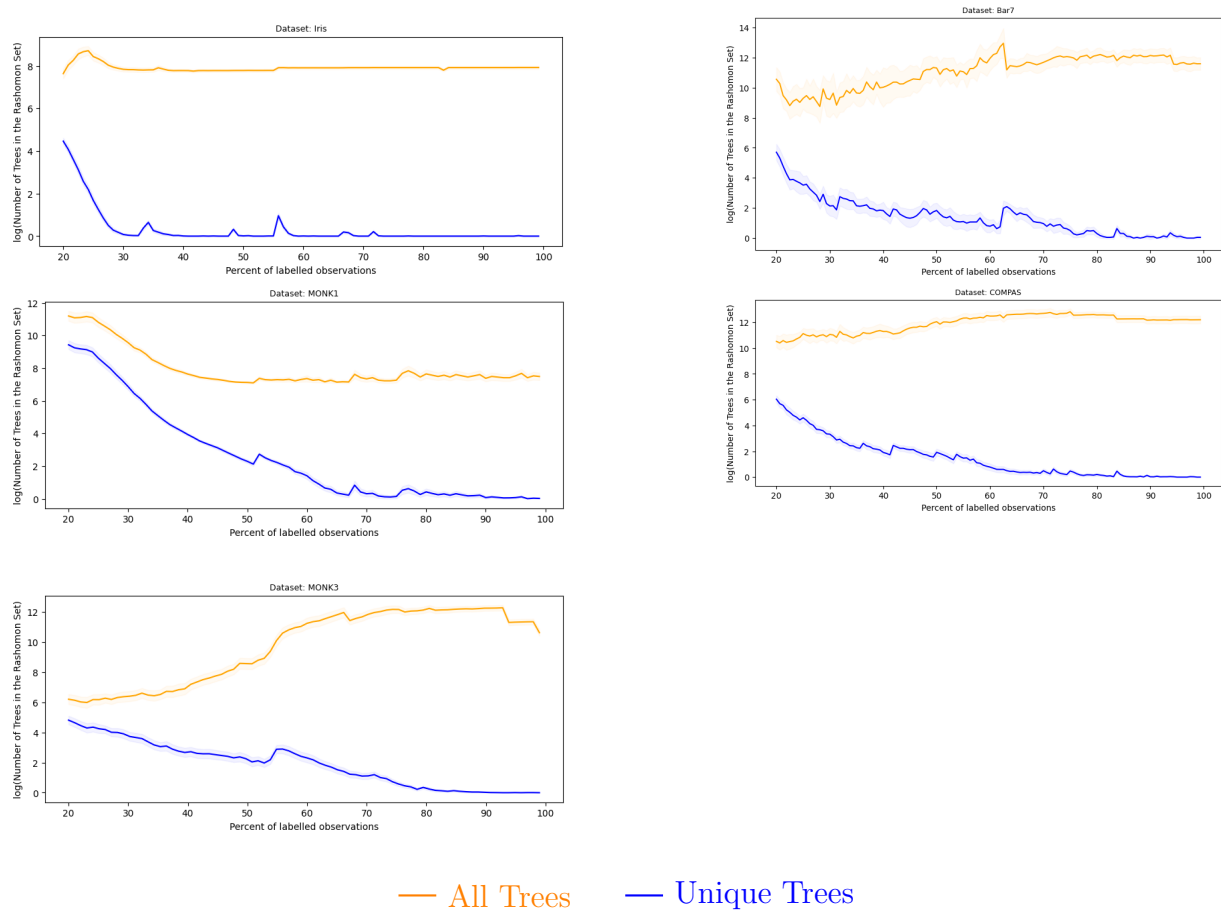 Dataset: Iris
log(Number of Trees in the Rashomon Set)
8
6
4
2
0
20 30 40 50 60 70 80 90 100
Percent of labelled observations
Dataset: Bar7
log(Number of Trees in the Rashomon Set)
14
12
10
8
6
4
2
0
20 30 40 50 60 70 80 90 100
Percent of labelled observations
Dataset: MONK1
log(Number of Trees in the Rashomon Set)
12
10
8
6
4
2
0
20 30 40 50 60 70 80 90 100
Percent of labelled observations
Dataset: COMPAS
log(Number of Trees in the Rashomon Set)
12
10
8
6
4
2
0
20 30 40 50 60 70 80 90 100
Percent of labelled observations
Dataset: MONK3
log(Number of Trees in the Rashomon Set)
12
10
8
6
4
2
0
20 30 40 50 60 70 80 90 100
Percent of labelled observations
All Trees Unique Trees